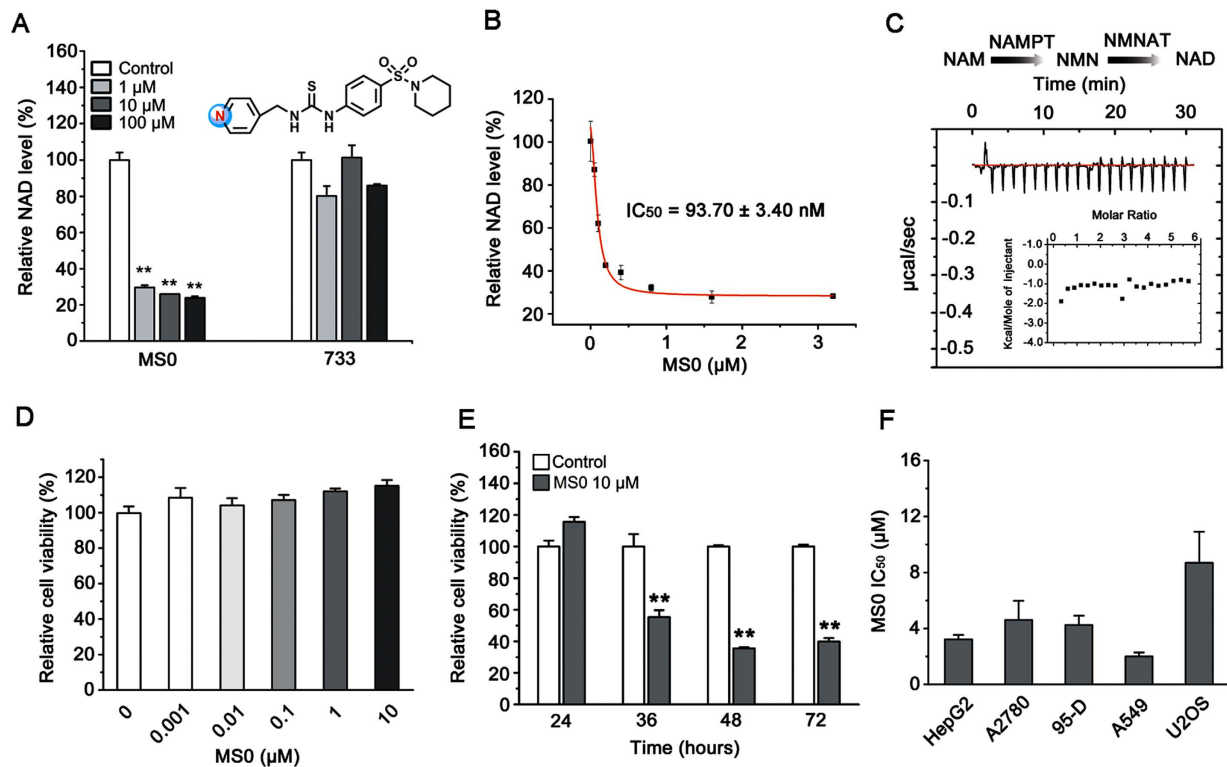 A
160
140
120
100
80
60
40
20
0
Relative NAD level (%)
Control
1 µM
10 µM
100 µM
N
N
H
S
N
H
O
S
O
N
**
**
**
MS0
733
B
120
100
80
60
40
20
Relative NAD level (%)
IC50 = 93.70 ± 3.40 nM
0
1
2
3
MS0 (µM)
C
NAM
NAMPT
NMN
NMNAT
NAD
Time (min)
0 5 10 15 20 25 30
-0.1
-0.2
-0.3
-0.4
-0.5
µcal/sec
Molar Ratio
0 1 2 3 4 5 6
-1.0
-1.0
-2.0
-3.0
-4.0
Kcal/Mole of Injectant
D
120
100
80
60
40
20
0
Relative cell viability (%)
0
0.001
0.01
0.1
1
10
MS0 (µM)
E
160
140
120
100
80
60
40
20
0
Relative cell viability (%)
Control
MS0 10 µM
**
**
**
24
36
48
72
Time (hours)
F
16
12
8
4
0
MS0 IC50 (µM)
HepG2
A2780
95-D
A549
U2OS